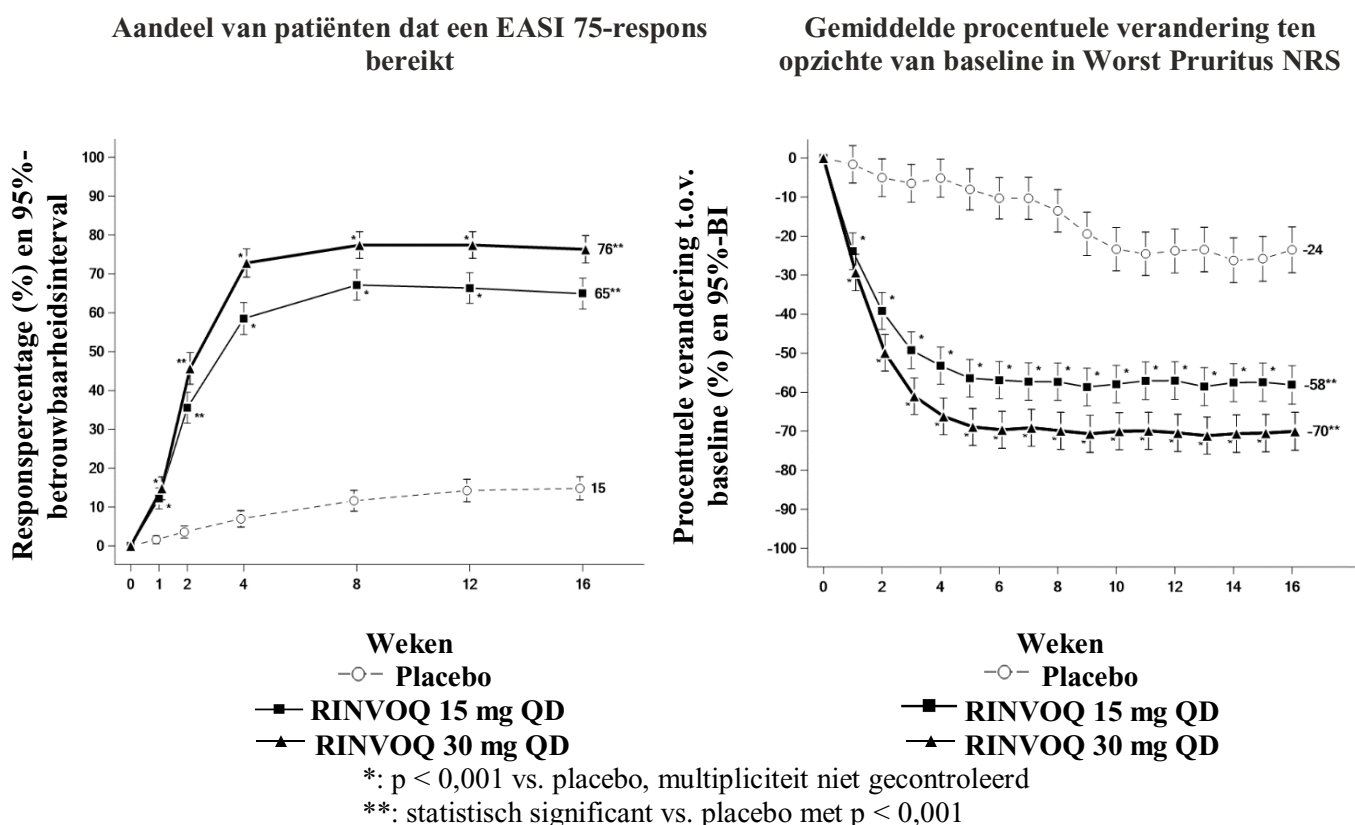 Aandeel van patiënten dat een EASI 75-respons
bereikt
Responspercentage (%) en 95%-
betrouwbaarheidsinterval
100
90
80
70
60
50
40
30
20
10
0
76**
65**
15
0 1 2 4 8 12 16
Weken
Placebo
RINVOQ 15 mg QD
RINVOQ 30 mg QD
Gemiddelde procentuele verandering ten
opzichte van baseline in Worst Pruritus NRS
Procentuele verandering t.o.v.
baseline (%) en 95%-BI
0
-10
-20
-30
-40
-50
-60
-70
-80
-90
-100
-24
-58**
-70**
0 2 4 6 8 10 12 14 16
Weken
Placebo
RINVOQ 15 mg QD
RINVOQ 30 mg QD
*: p < 0,001 vs. placebo, multipliciteit niet gecontroleerd
**: statistisch significant vs. placebo met p < 0,001